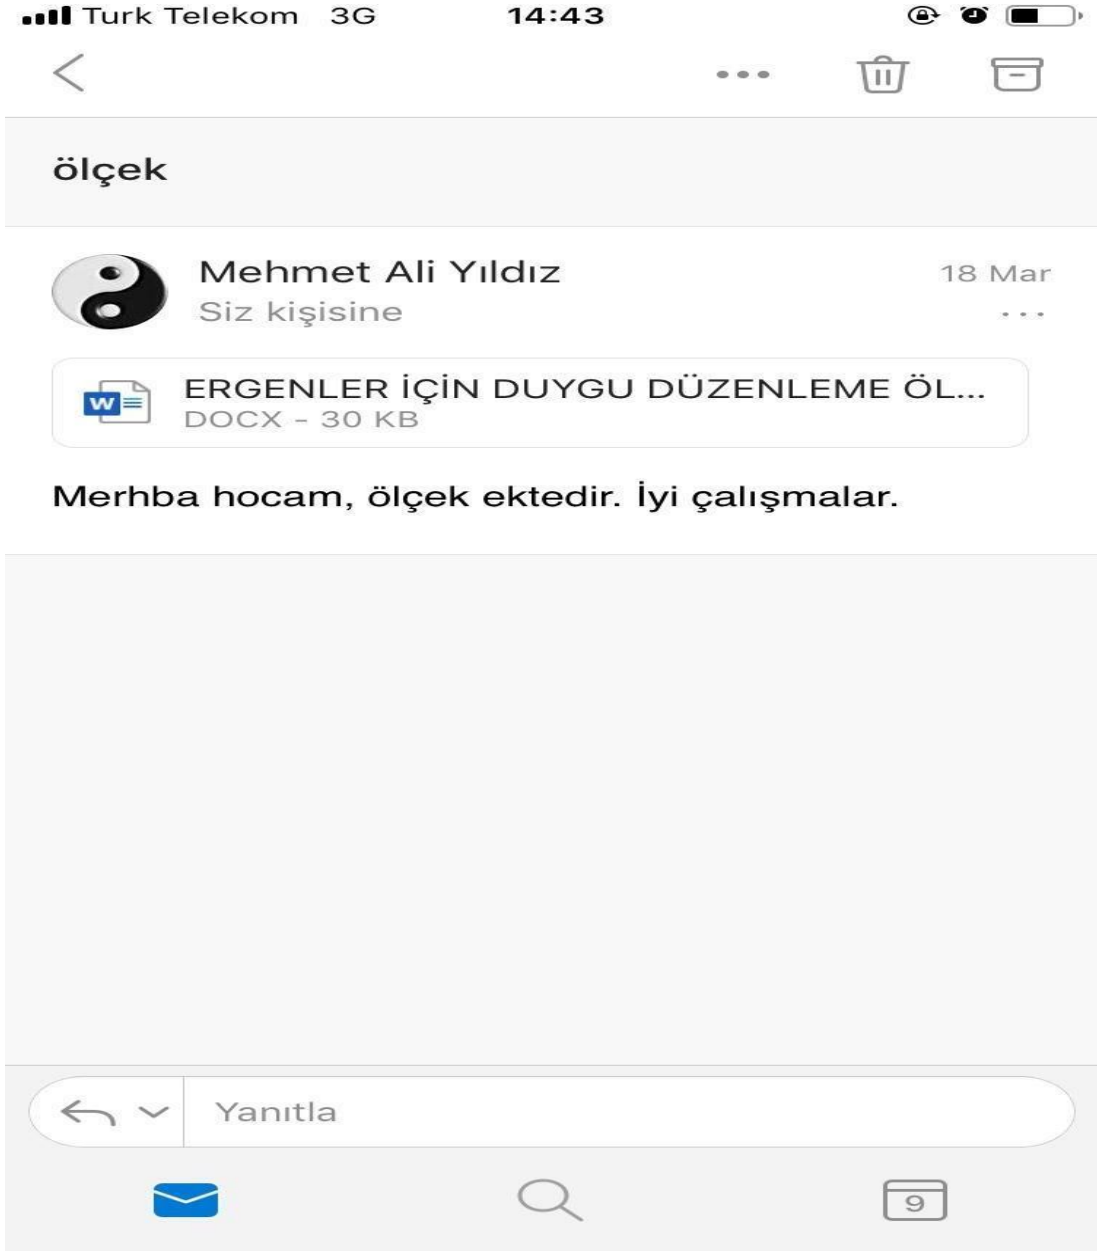 Turk Telekom 3G 14:43
ölçek
Mehmet Ali Yıldız 18 Mar
Siz kişisine
W ERGENLER İÇİN DUYGU DÜZENLEME ÖL...
DOCX - 30 KB
Merhba hocam, ölçek ektedir. İyi çalışmalar.
Yanıtla
9